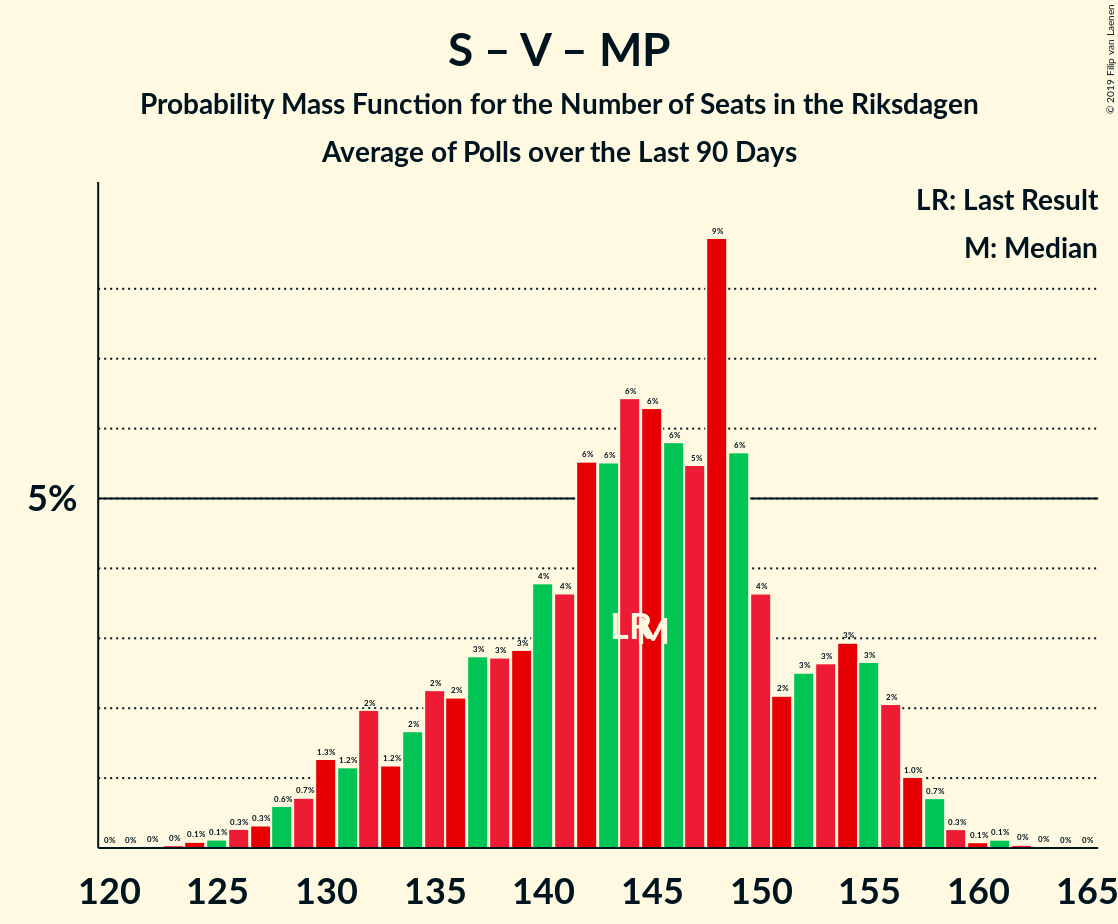 © 2019 Filip van Laenen
S – V – MP
Probability Mass Function for the Number of Seats in the Riksdagen
Average of Polls over the Last 90 Days
LR: Last Result
M: Median
5%
0% 0% 0% 0% 0.1% 0.1% 0.3% 0.3% 0.6% 0.7% 1.3% 1.2% 2% 1.2% 2% 2% 2% 3% 3% 3% 4% 4% 6% 6% 6% 6% 6% 5% 9% 6% 4% 2% 3% 3% 3% 3% 2% 1.0% 0.7% 0.3% 0.1% 0.1% 0% 0% 0% 0%
LR M
120 125 130 135 140 145 150 155 160 165